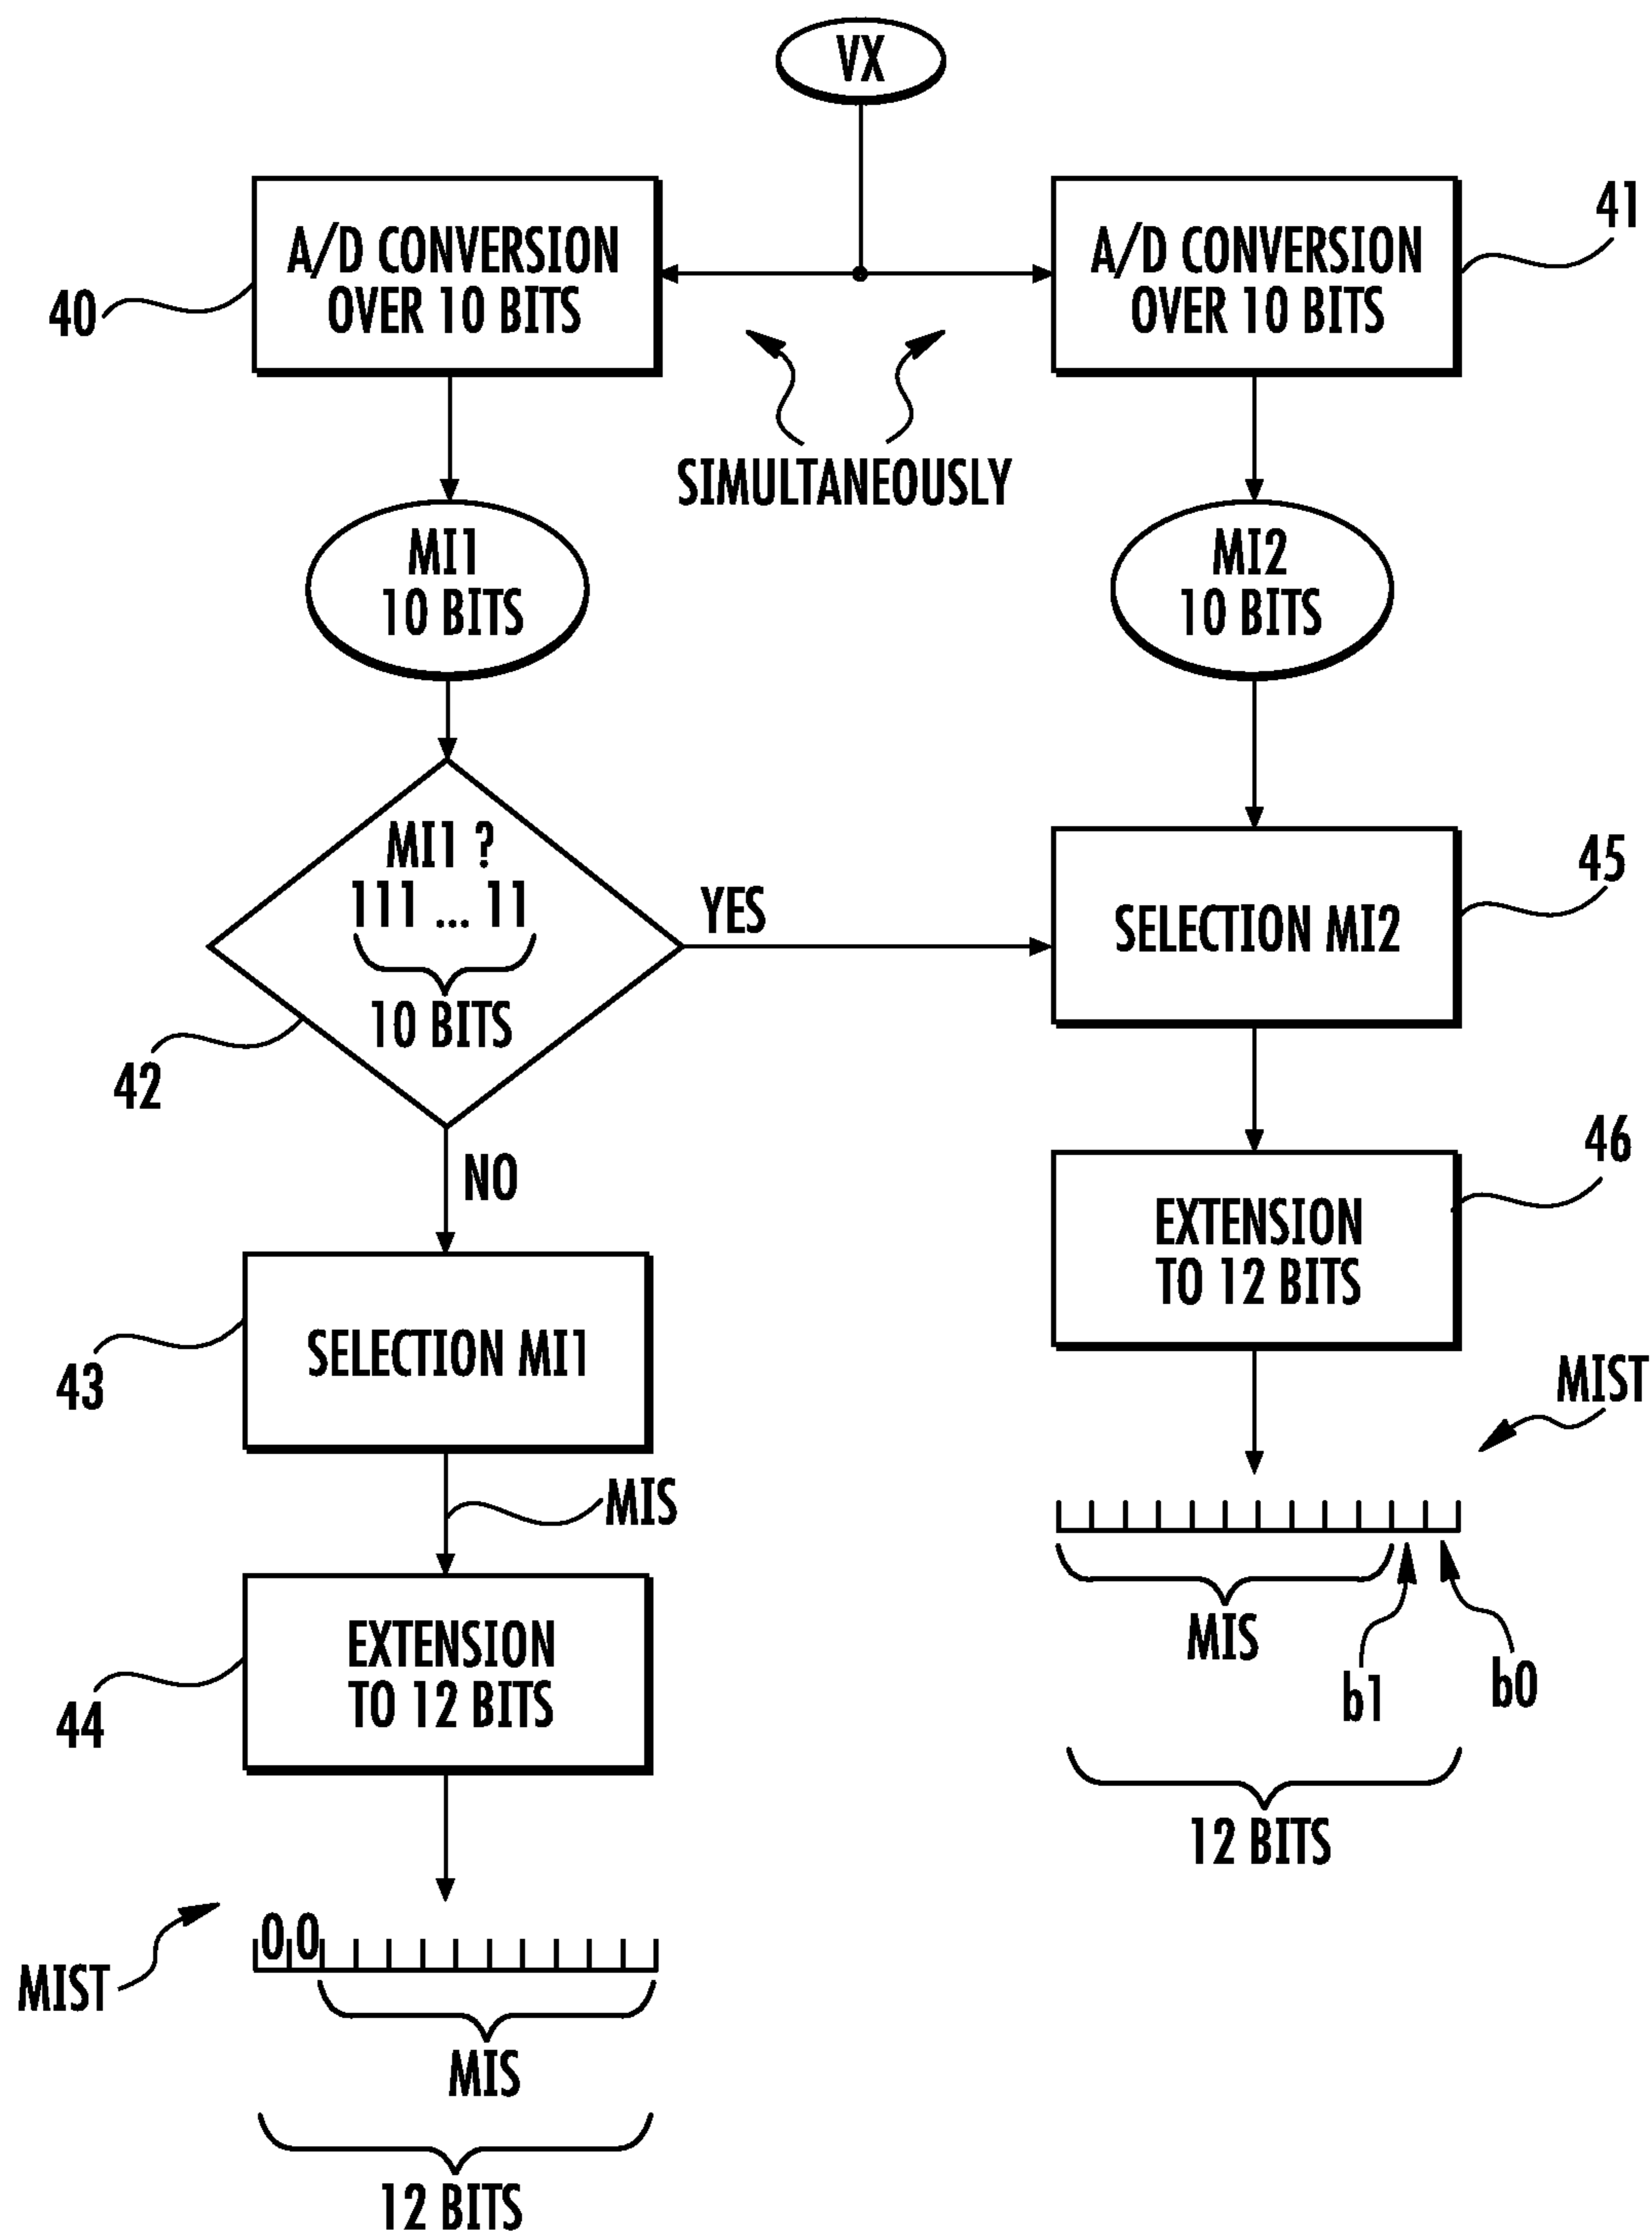 VX
A/D CONVERSION
OVER 10 BITS
40
A/D CONVERSION
OVER 10 BITS
41
SIMULTANEOUSLY
MI1
10 BITS
MI2
10 BITS
MI1 ?
111 ... 11
10 BITS
42
YES
NO
SELECTION MI2
45
EXTENSION
TO 12 BITS
46
SELECTION MI1
43
MIS
EXTENSION
TO 12 BITS
44
MIST
MIS
b1
b0
12 BITS
MIST
0 0
MIS
12 BITS